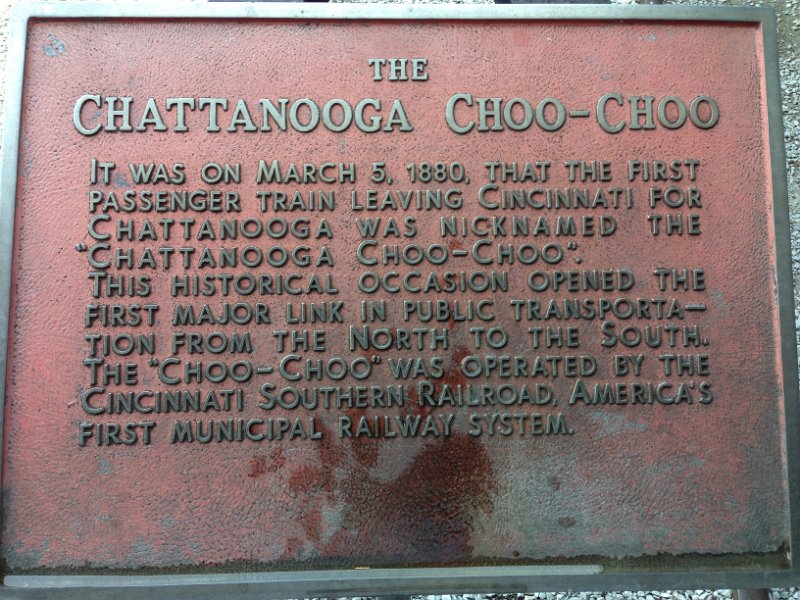 THE
CHATTANOOGA CHOO-CHOO
IT WAS ON MARCH 5, 1880, THAT THE FIRST
PASSENGER TRAIN LEAVING CINCINNATI FOR
CHATTANOOGA WAS NICKNAMED THE
"CHATTANOOGA CHOO-CHOO".
THIS HISTORICAL OCCASION OPENED THE
FIRST MAJOR LINK IN PUBLIC TRANSPORTA-
TION FROM THE NORTH TO THE SOUTH.
THE "CHOO-CHOO" WAS OPERATED BY THE
CINCINNATI SOUTHERN RAILROAD, AMERICA'S
FIRST MUNICIPAL RAILWAY SYSTEM.